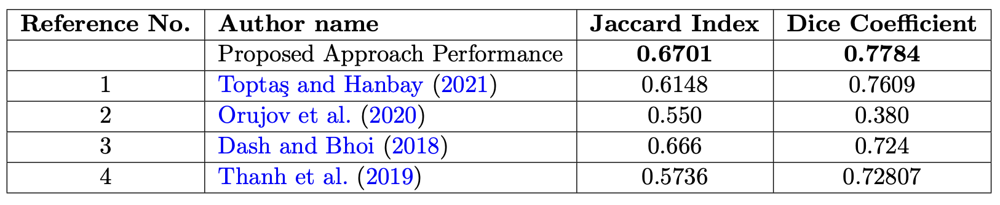 Reference No. Author name Jaccard Index Dice Coefficient
Proposed Approach Performance 0.6701 0.7784
1 Toptaş and Hanbay (2021) 0.6148 0.7609
2 Orujov et al. (2020) 0.550 0.380
3 Dash and Bhoi (2018) 0.666 0.724
4 Thanh et al. (2019) 0.5736 0.72807